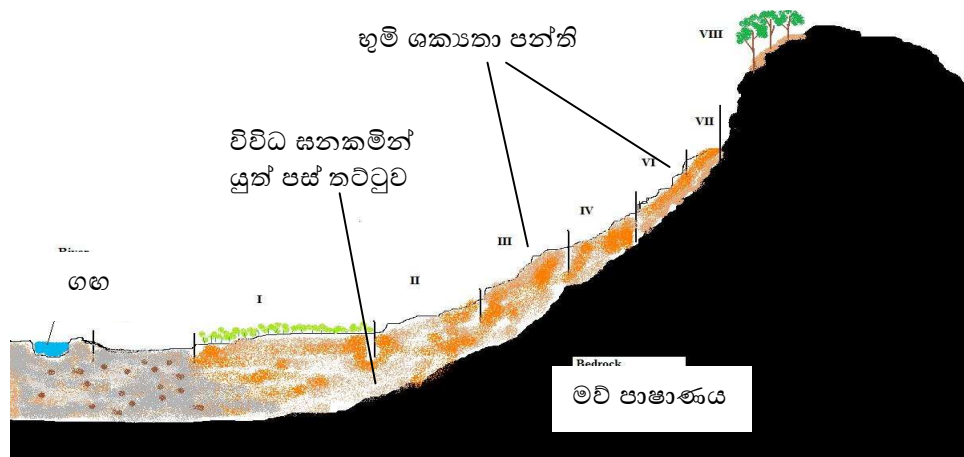 භූමි ශක්‍යතා පන්ති
VIII
විවිධ ඝනකමින්
යුත් පස් තට්ටුව
VII
VI
IV
III
II
I
River
ගඟ
Bedrock
මව් පාෂාණය